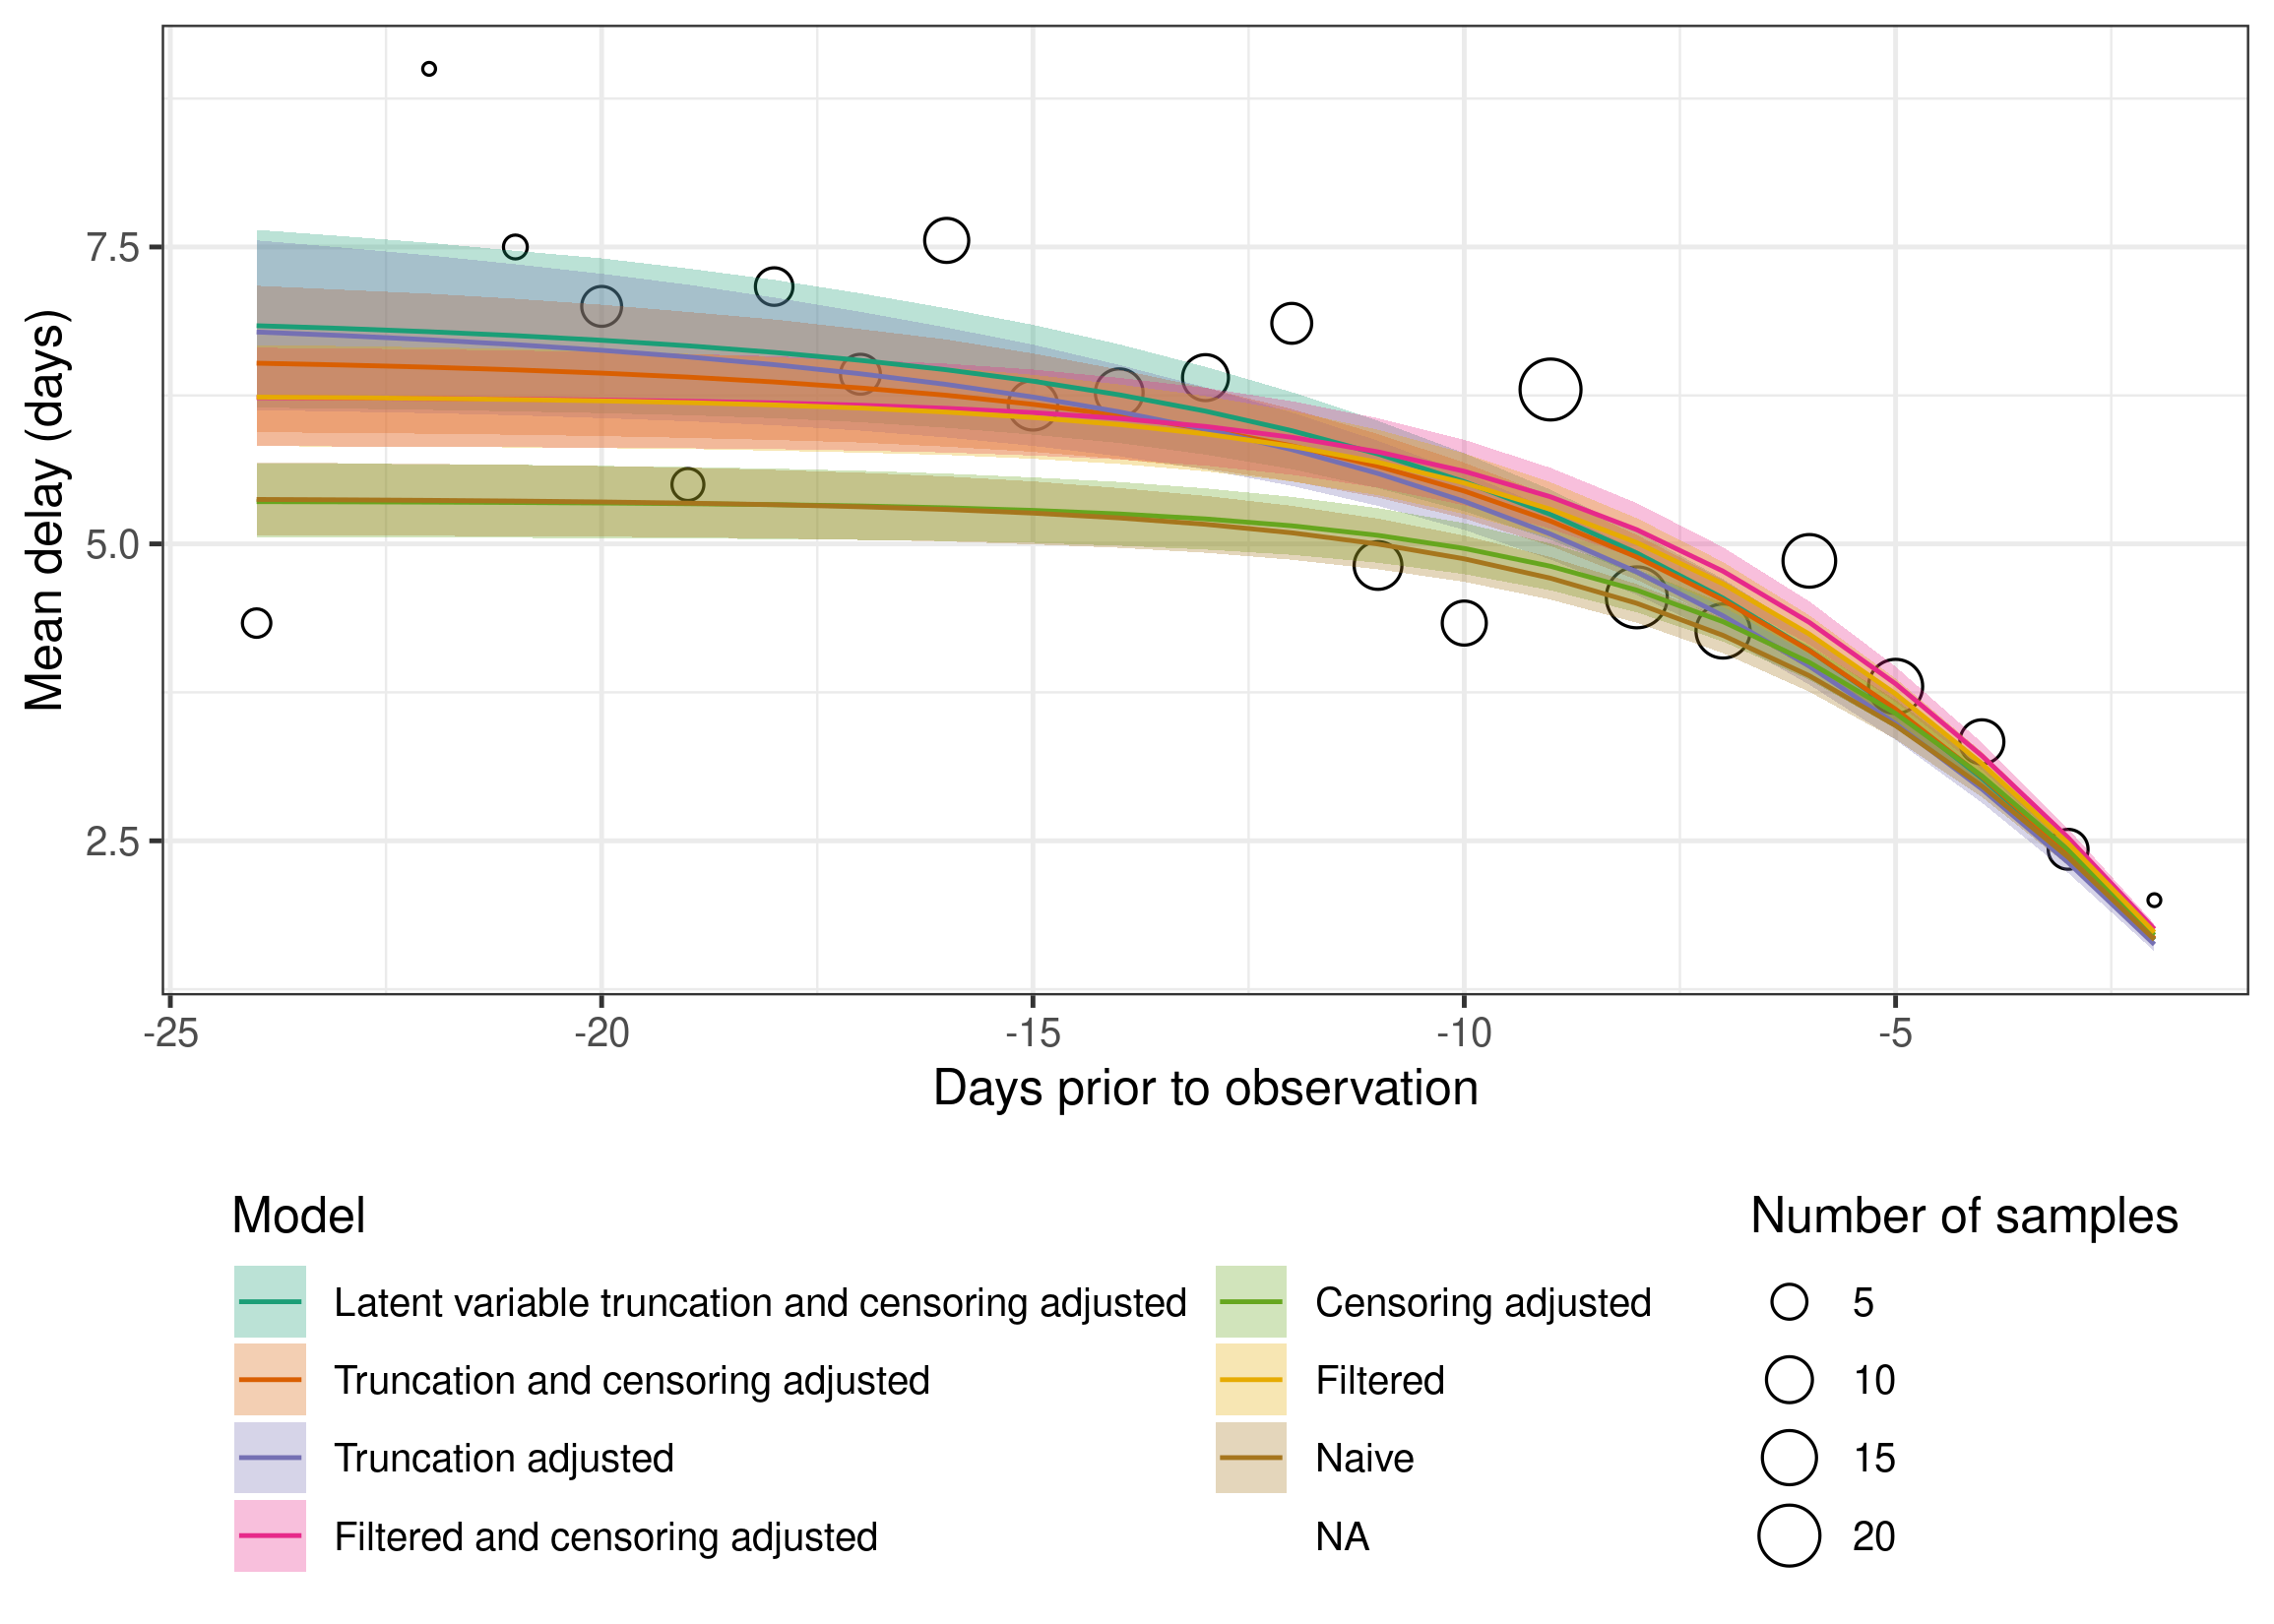 Mean delay (days)
7.5
5.0
2.5
-25 -20 -15 -10 -5
Days prior to observation
Model
Latent variable truncation and censoring adjusted
Truncation and censoring adjusted
Truncation adjusted
Filtered and censoring adjusted
Censoring adjusted
Filtered
Naive
NA
Number of samples
5
10
15
20